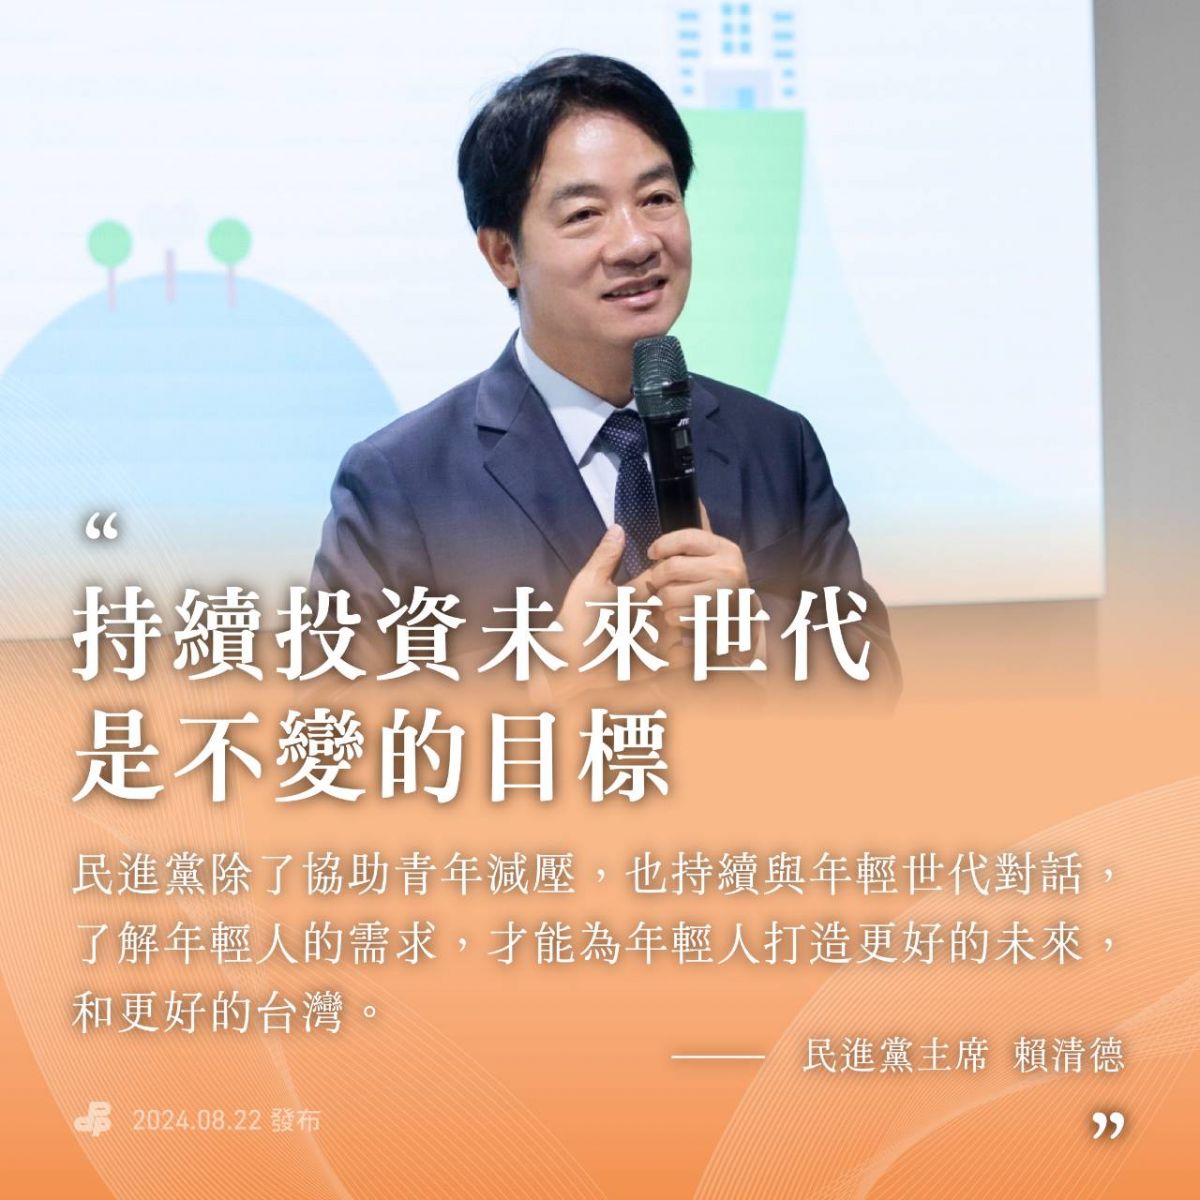 “
持續投資未來世代
是不變的目標
民進黨除了協助青年減壓，也持續與年輕世代對話，
了解年輕人的需求，才能為年輕人打造更好的未來，
和更好的台灣。
—— 民進黨主席 賴清德
2024.08.22 發布
”